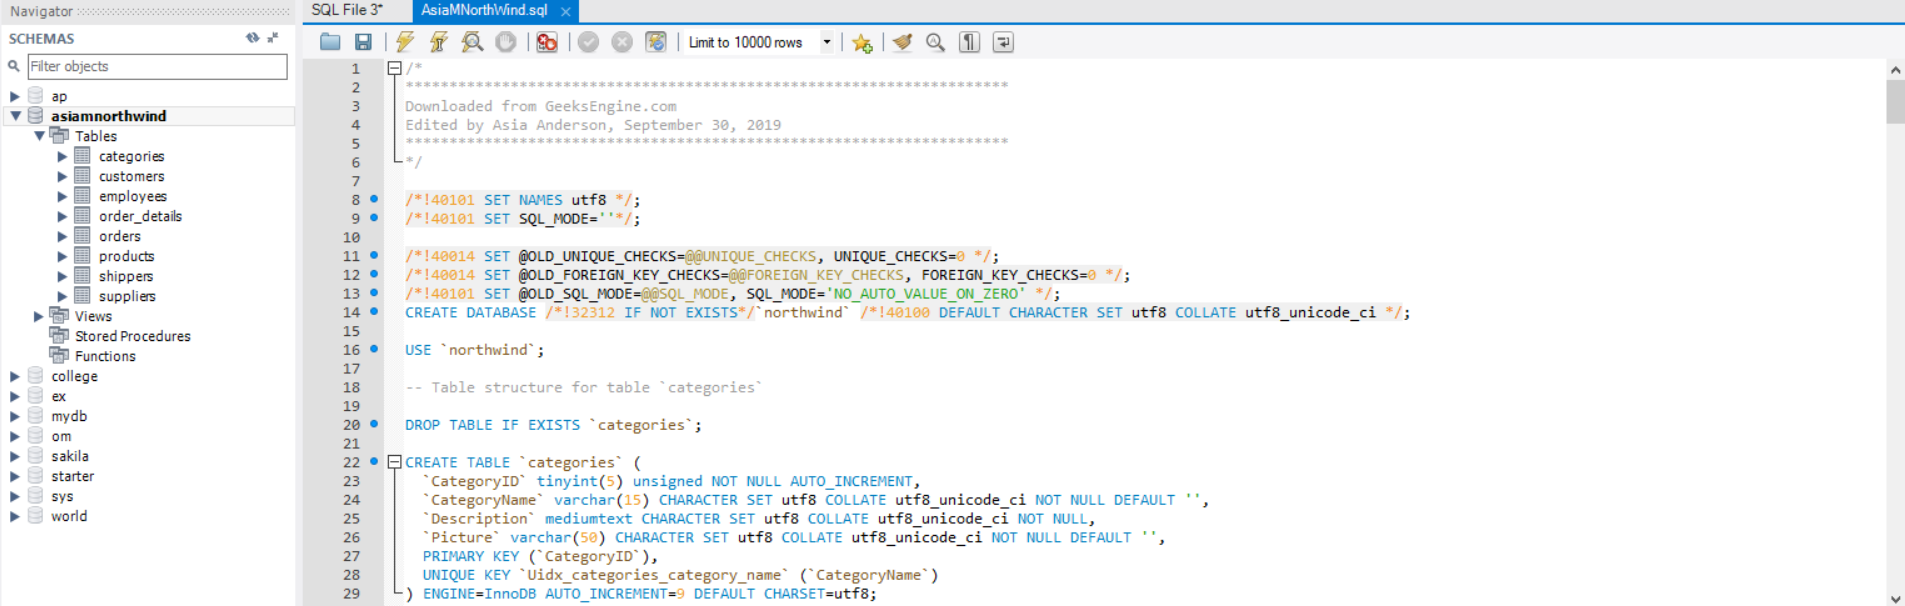 Navigator
SCHEMAS
Filter objects
ap
asiamnorthwind
Tables
categories
customers
employees
order_details
orders
products
shippers
suppliers
Views
Stored Procedures
Functions
college
ex
mydb
om
sakila
starter
sys
world
SQL File 3* AsiaMNorthWind.sql
Limit to 10000 rows
1 /*
2 *********************************************************************
3 Downloaded from GeeksEngine.com
4 Edited by Asia Anderson, September 30, 2019
5 *********************************************************************
6 */
7
8 /*!40101 SET NAMES utf8 */;
9 /*!40101 SET SQL_MODE=''*/;
10
11 /*!40014 SET @OLD_UNIQUE_CHECKS=@@UNIQUE_CHECKS, UNIQUE_CHECKS=0 */;
12 /*!40014 SET @OLD_FOREIGN_KEY_CHECKS=@@FOREIGN_KEY_CHECKS, FOREIGN_KEY_CHECKS=0 */;
13 /*!40101 SET @OLD_SQL_MODE=@@SQL_MODE, SQL_MODE='NO_AUTO_VALUE_ON_ZERO' */;
14 CREATE DATABASE /*!32312 IF NOT EXISTS*/`northwind` /*!40100 DEFAULT CHARACTER SET utf8 COLLATE utf8_unicode_ci */;
15
16 USE `northwind`;
17
18 -- Table structure for table `categories`
19
20 DROP TABLE IF EXISTS `categories`;
21
22 CREATE TABLE `categories` (
23 `CategoryID` tinyint(5) unsigned NOT NULL AUTO_INCREMENT,
24 `CategoryName` varchar(15) CHARACTER SET utf8 COLLATE utf8_unicode_ci NOT NULL DEFAULT '',
25 `Description` mediumtext CHARACTER SET utf8 COLLATE utf8_unicode_ci NOT NULL,
26 `Picture` varchar(50) CHARACTER SET utf8 COLLATE utf8_unicode_ci NOT NULL DEFAULT '',
27 PRIMARY KEY (`CategoryID`),
28 UNIQUE KEY `Uidx_categories_category_name` (`CategoryName`)
29 ) ENGINE=InnoDB AUTO_INCREMENT=9 DEFAULT CHARSET=utf8;